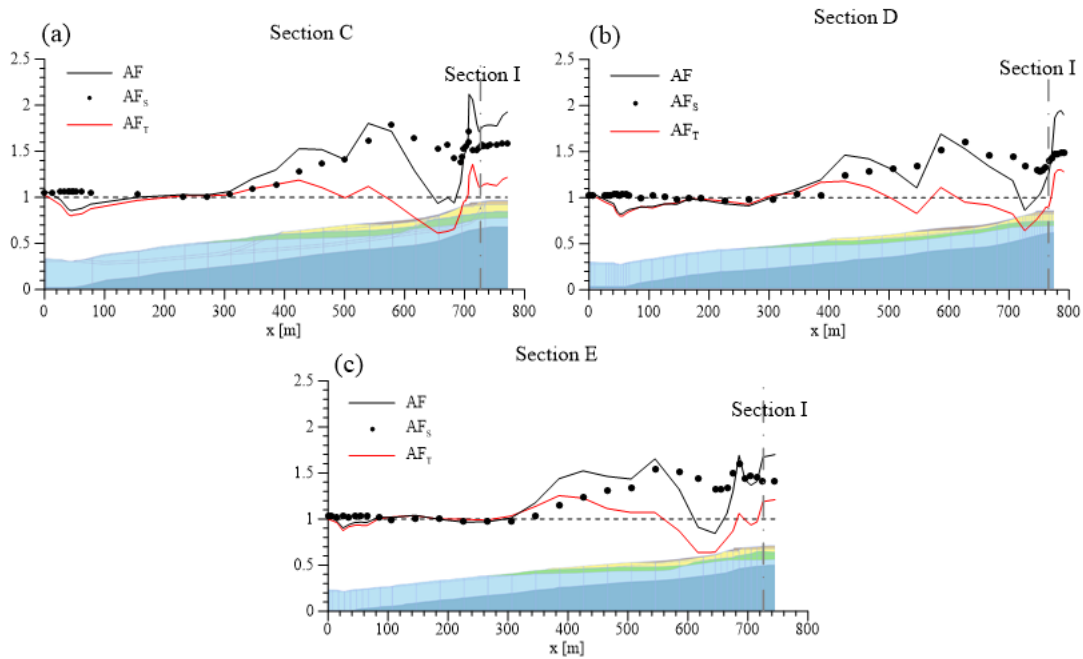 (a)
Section C
2.5
2
1.5
1
0.5
0
AF
AFs
AFT
Section I
0 100 200 300 400 500 600 700 800
x [m]
(b)
Section D
2.5
2
1.5
1
0.5
0
AF
AFs
AFT
Section I
0 100 200 300 400 500 600 700 800
x [m]
(c)
Section E
2.5
2
1.5
1
0.5
0
AF
AFs
AFT
Section I
0 100 200 300 400 500 600 700 800
x [m]